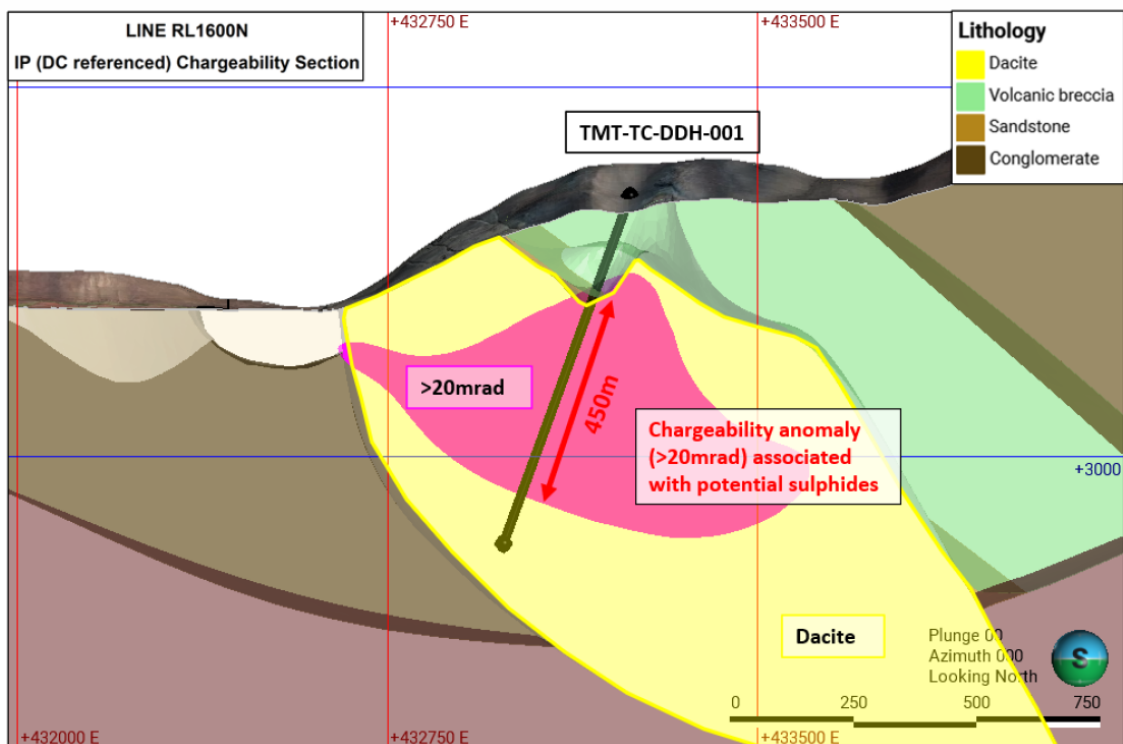 LINE RL1600N
IP (DC referenced) Chargeability Section
+432750 E
+433500 E
Lithology
Dacite
Volcanic breccia
Sandstone
Conglomerate
TMT-TC-DDH-001
>20mrad
450m
Chargeability anomaly
(>20mrad) associated
with potential sulphides
+3000
Dacite
Plunge 00
Azimuth 000
Looking North
S
0
250
500
750
+432000 E
+432750 E
+433500 E